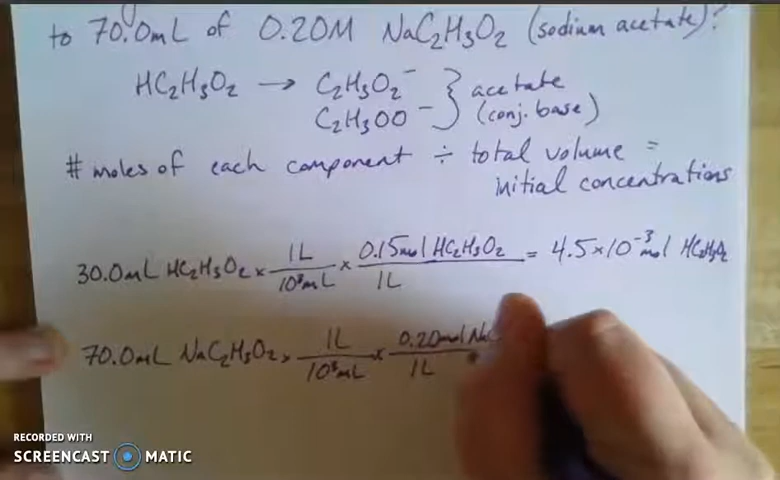 to 70.0mL of 0.20M NaC₂H₃O₂ (sodium acetate)?
HC₂H₃O₂ → C₂H₃O₂⁻ } acetate
C₂H₃OO⁻ (conj. base)
# moles of each component ÷ total volume =
initial concentrations
30.0mL HC₂H₃O₂ × 1L / 10³mL × 0.15mol HC₂H₃O₂ / 1L = 4.5×10⁻³ mol HC₂H₃O₂
70.0mL NaC₂H₃O₂ × 1L / 10³mL × 0.20mol Na / 1L
RECORDED WITH
SCREENCAST MATIC